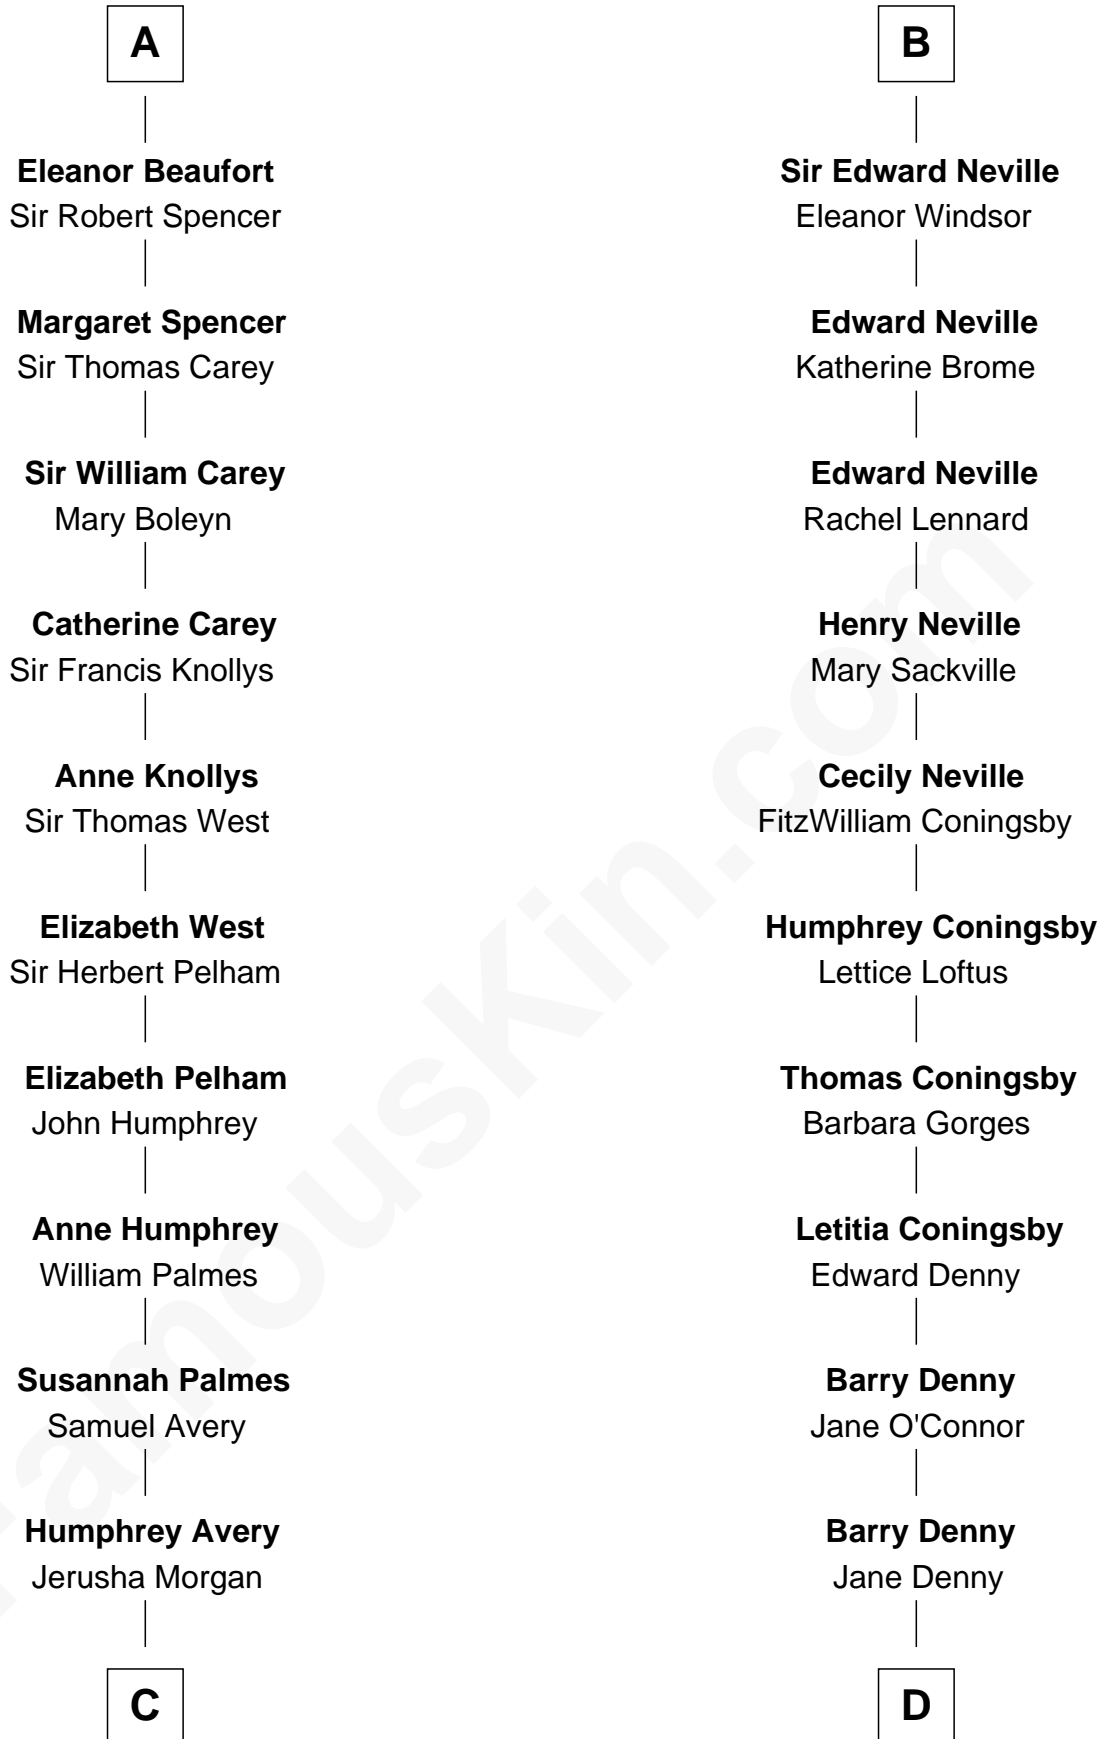 A
Eleanor Beaufort
Sir Robert Spencer
Margaret Spencer
Sir Thomas Carey
Sir William Carey
Mary Boleyn
Catherine Carey
Sir Francis Knollys
Anne Knollys
Sir Thomas West
Elizabeth West
Sir Herbert Pelham
Elizabeth Pelham
John Humphrey
Anne Humphrey
William Palmes
Susannah Palmes
Samuel Avery
Humphrey Avery
Jerusha Morgan
C
B
Sir Edward Neville
Eleanor Windsor
Edward Neville
Katherine Brome
Edward Neville
Rachel Lennard
Henry Neville
Mary Sackville
Cecily Neville
FitzWilliam Coningsby
Humphrey Coningsby
Lettice Loftus
Thomas Coningsby
Barbara Gorges
Letitia Coningsby
Edward Denny
Barry Denny
Jane O'Connor
Barry Denny
Jane Denny
D
FamousKin.com